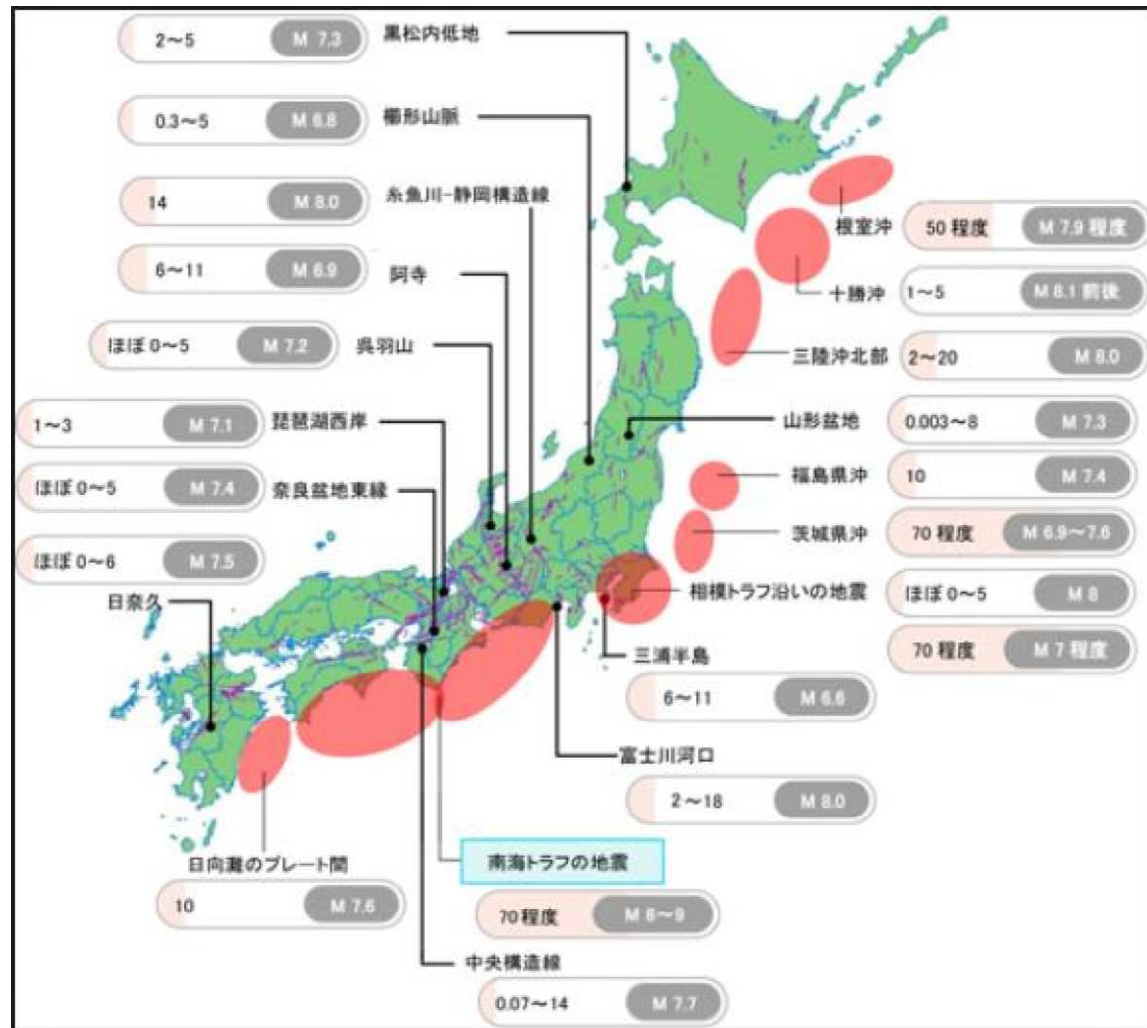 2～5 M 7.3 黒松内低地
0.3～5 M 6.8 櫛形山脈
14 M 8.0 糸魚川-静岡構造線
6～11 M 6.9 阿寺
ほぼ 0～5 M 7.2 呉羽山
1～3 M 7.1 琵琶湖西岸
ほぼ 0～5 M 7.4 奈良盆地東縁
ほぼ 0～6 M 7.5
日奈久
根室沖 50 程度 M 7.9 程度
十勝沖 1～5 M 8.1 前後
三陸沖北部 2～20 M 8.0
山形盆地 0.003～8 M 7.3
福島県沖 10 M 7.4
茨城県沖 70 程度 M 6.9～7.6
相模トラフ沿いの地震 ほぼ 0～5 M 8
70 程度 M 7 程度
三浦半島
6～11 M 6.6
富士川河口
2～18 M 8.0
日向灘のプレート間
10 M 7.6
南海トラフの地震
70 程度 M 8～9
中央構造線
0.07～14 M 7.7